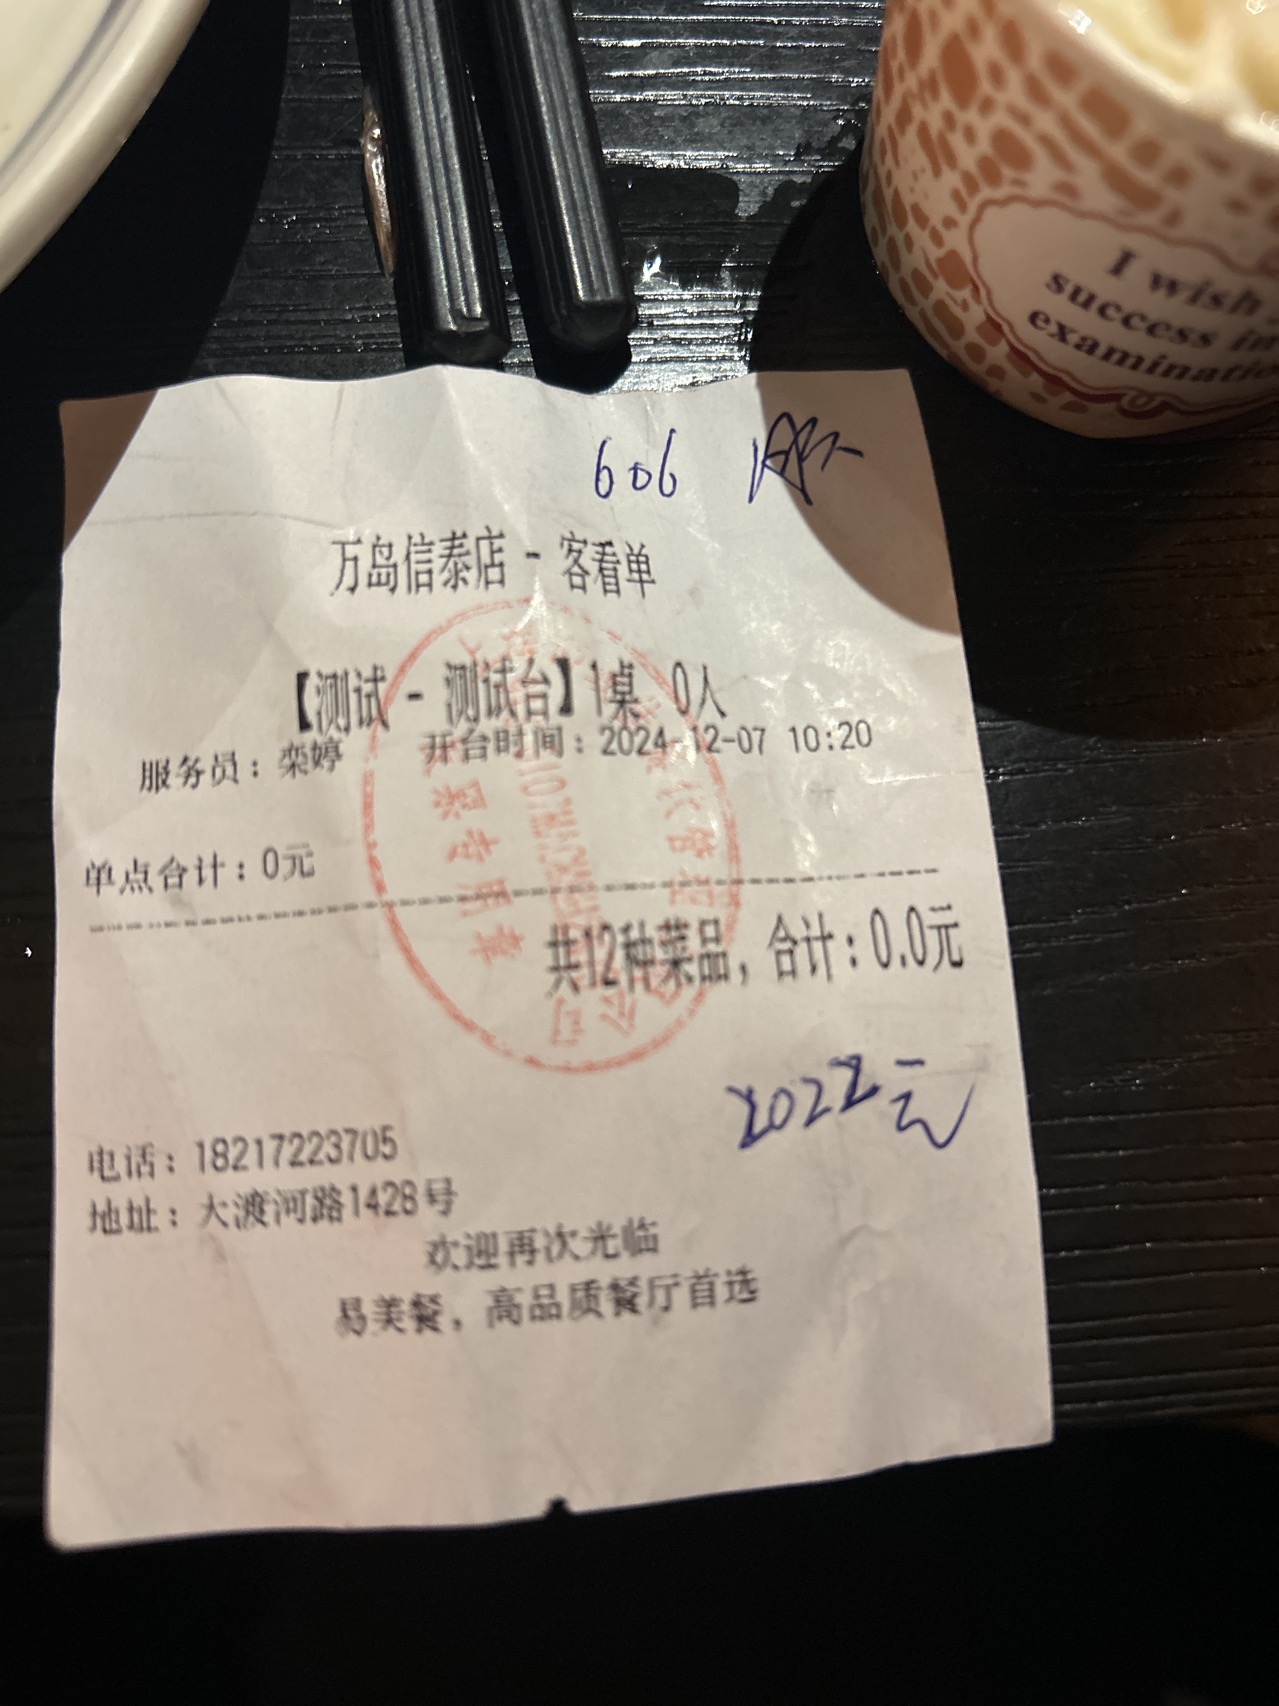 I wish
success in
examinatio
606
万岛信泰店 - 客看单
【测试 - 测试台】1桌 0人
服务员：栾婷 开台时间：2024-12-07 10:20
单点合计：0元
共12种菜品，合计：0.0元
2022元
电话：18217223705
地址：大渡河路1428号
欢迎再次光临
易美餐，高品质餐厅首选